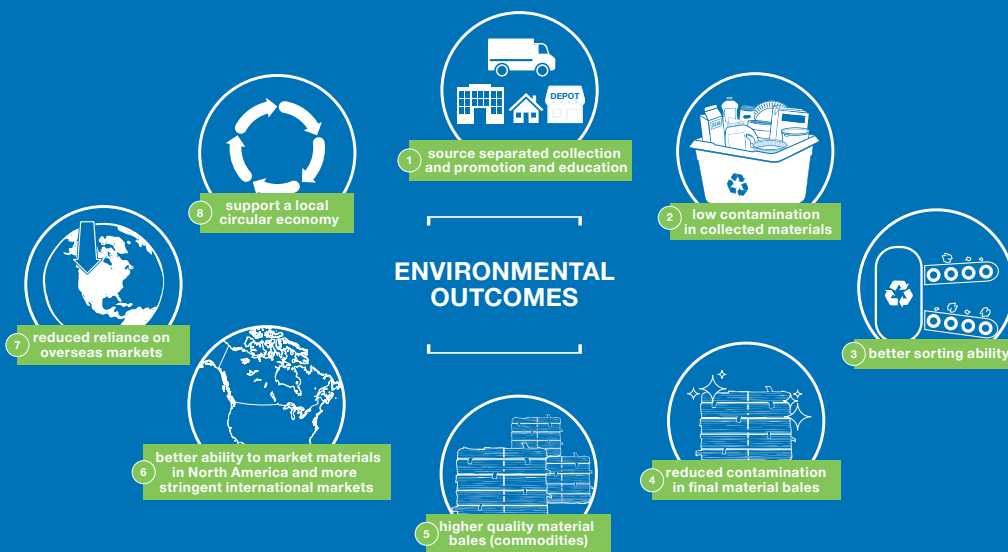 DEPOT
1
source separated collection
and promotion and education
2
low contamination
in collected materials
3
better sorting ability
4
reduced contamination
in final material bales
5
higher quality material
bales (commodities)
6
better ability to market materials
in North America and more
stringent international markets
7
reduced reliance on
overseas markets
8
support a local
circular economy
ENVIRONMENTAL
OUTCOMES